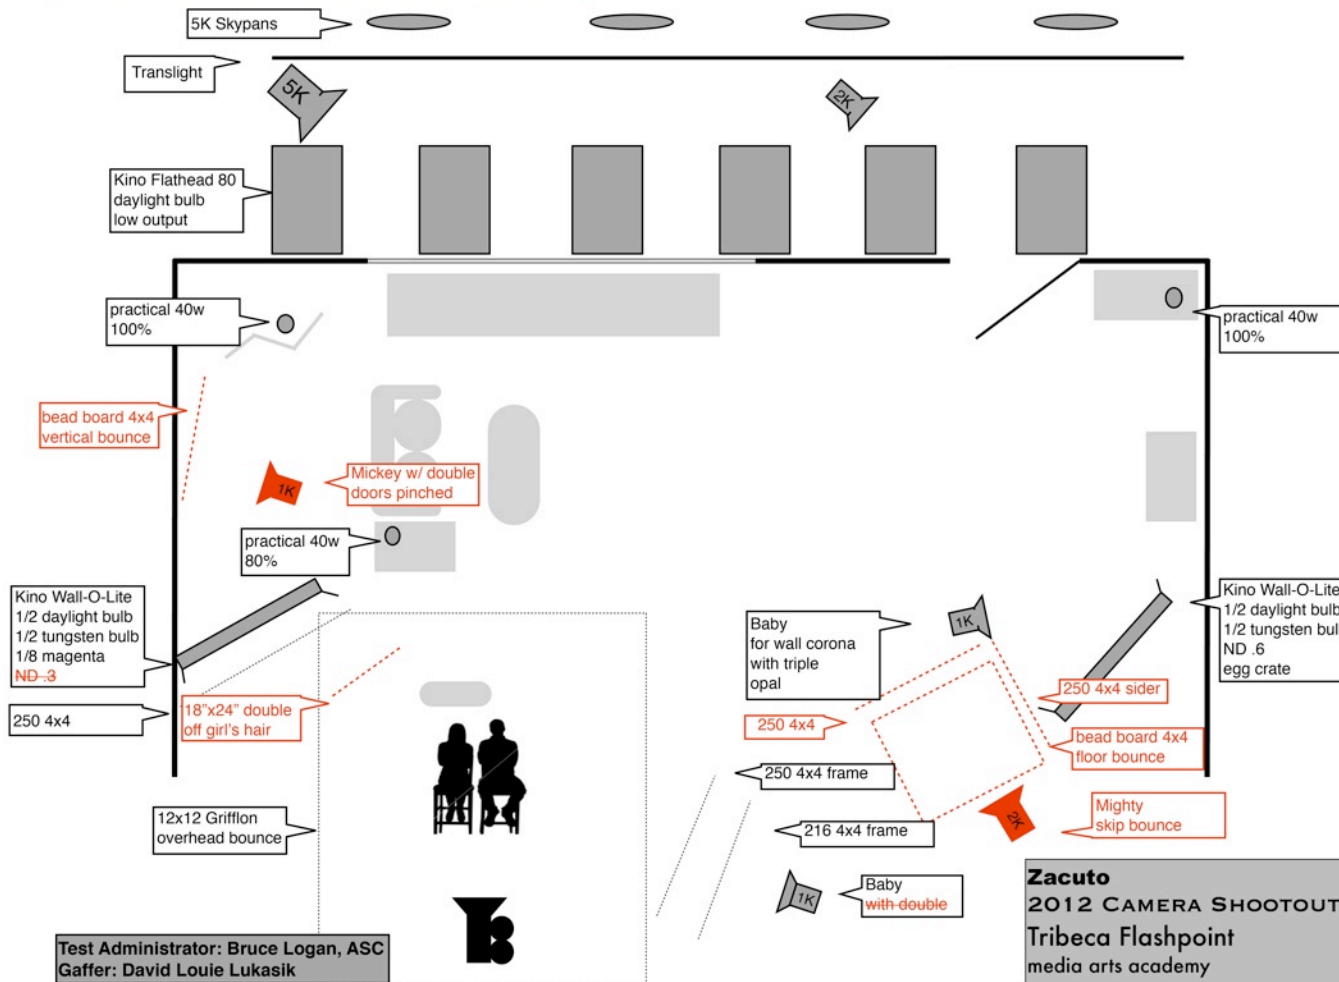 5K Skypans
Translight
5K
2K
Kino Flathead 80
daylight bulb
low output
practical 40w
100%
practical 40w
100%
bead board 4x4
vertical bounce
1K
Mickey w/ double
doors pinched
practical 40w
80%
Kino Wall-O-Lite
1/2 daylight bulb
1/2 tungsten bulb
1/8 magenta
ND .3
250 4x4
18"x24" double
off girl's hair
Baby
for wall corona
with triple
opal
1K
Kino Wall-O-Lite
1/2 daylight bulb
1/2 tungsten bul
ND .6
egg crate
250 4x4 sider
250 4x4
bead board 4x4
floor bounce
250 4x4 frame
12x12 Grifflon
overhead bounce
216 4x4 frame
2K
Mighty
skip bounce
1K
Baby
with double
Test Administrator: Bruce Logan, ASC
Gaffer: David Louie Lukasik
Zacuto
2012 CAMERA SHOOTOUT
Tribeca Flashpoint
media arts academy